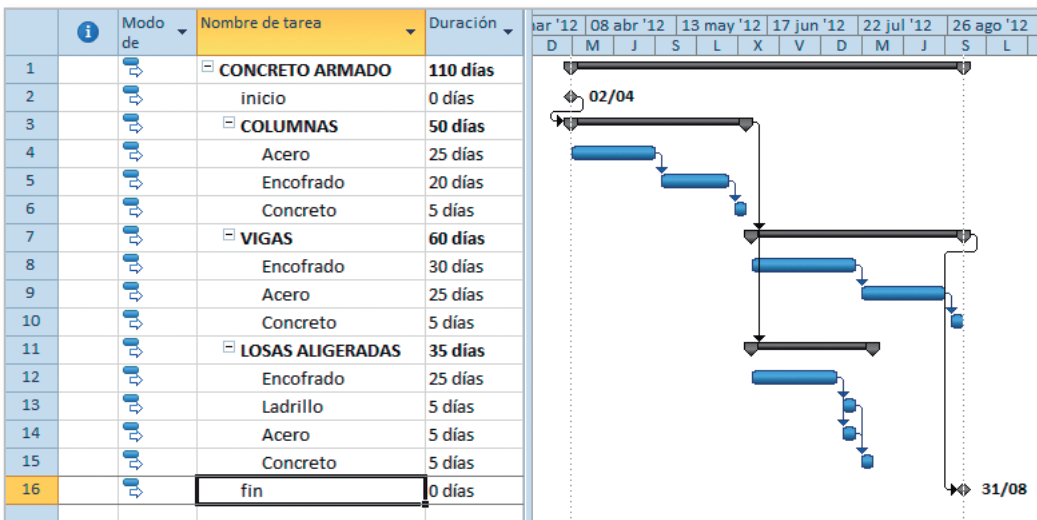 Modo de Nombre de tarea Duración
mar '12 08 abr '12 13 may '12 17 jun '12 22 jul '12 26 ago '12
D M J S L X V D M J S L
1 CONCRETO ARMADO 110 días
2 inicio 0 días 02/04
3 COLUMNAS 50 días
4 Acero 25 días
5 Encofrado 20 días
6 Concreto 5 días
7 VIGAS 60 días
8 Encofrado 30 días
9 Acero 25 días
10 Concreto 5 días
11 LOSAS ALIGERADAS 35 días
12 Encofrado 25 días
13 Ladrillo 5 días
14 Acero 5 días
15 Concreto 5 días
16 fin 0 días 31/08